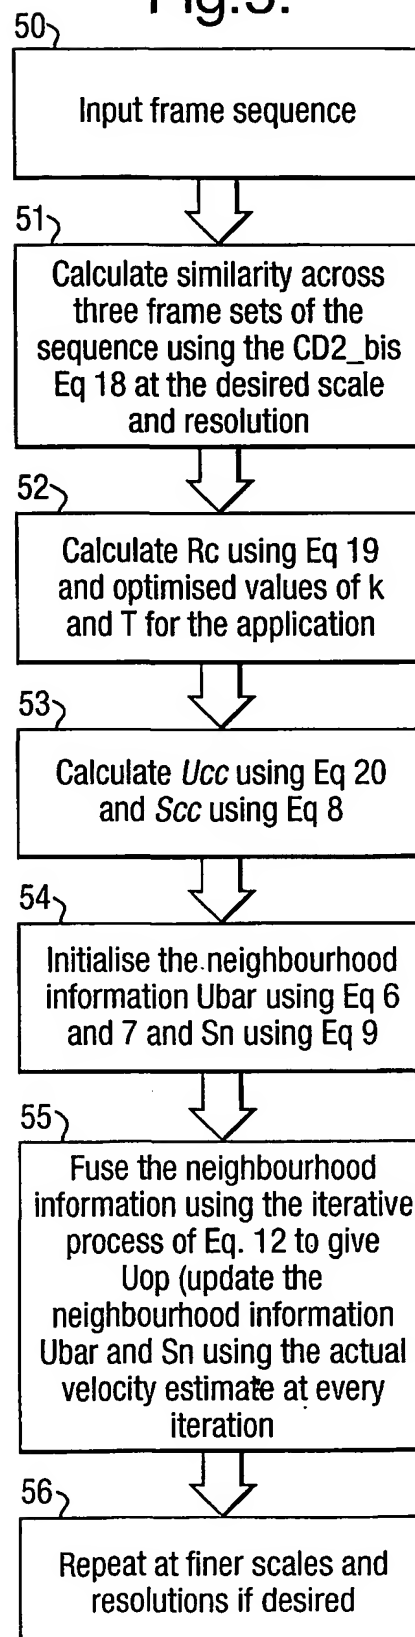 Fig.5.
50
Input frame sequence
51
Calculate similarity across
three frame sets of the
sequence using the CD2_bis
Eq 18 at the desired scale
and resolution
52
Calculate Rc using Eq 19
and optimised values of k
and T for the application
53
Calculate Ucc using Eq 20
and Scc using Eq 8
54
Initialise the neighbourhood
information Ubar using Eq 6
and 7 and Sn using Eq 9
55
Fuse the neighbourhood
information using the iterative
process of Eq. 12 to give
Uop (update the
neighbourhood information
Ubar and Sn using the actual
velocity estimate at every
iteration
56
Repeat at finer scales and
resolutions if desired